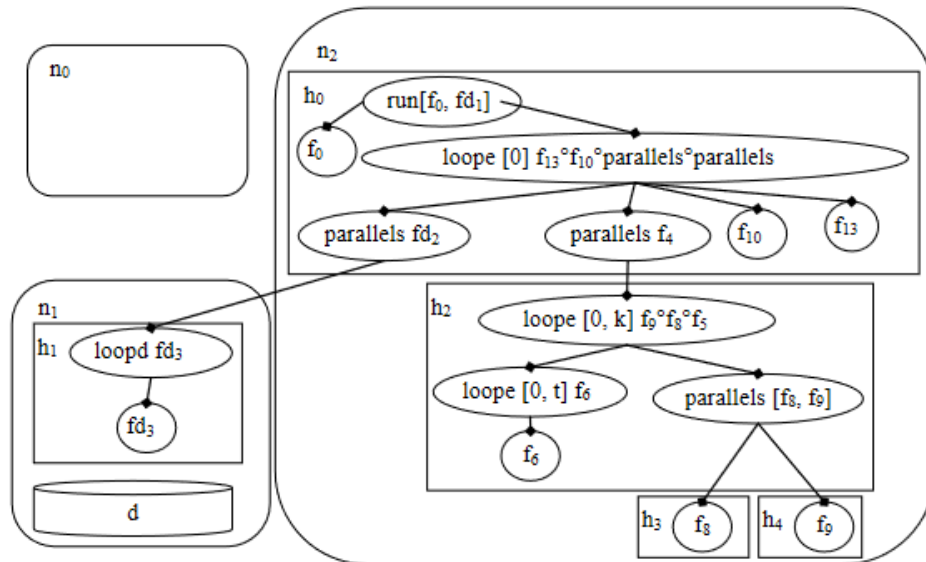 n₀
n₂
h₀
run[f₀, fd₁]
f₀
loope [0] f₁₃°f₁₀°parallels°parallels
parallels fd₂
parallels f₄
f₁₀
f₁₃
n₁
h₁
loopd fd₃
fd₃
d
h₂
loope [0, k] f₉°f₈°f₅
loope [0, t] f₆
parallels [f₈, f₉]
f₆
h₃
f₈
h₄
f₉